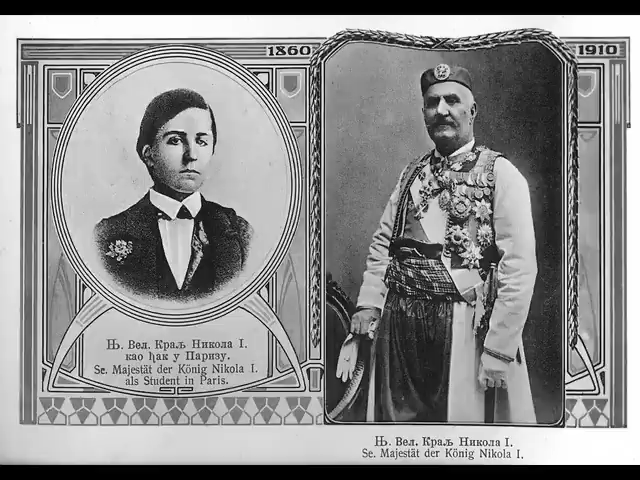 1860
1910
Њ. Вел. Краљ Никола I.
као ђак у Паризу.
Se. Majestät der König Nikola I.
als Student in Paris.
Њ. Вел. Краљ Никола I.
Se. Majestät der König Nikola I.